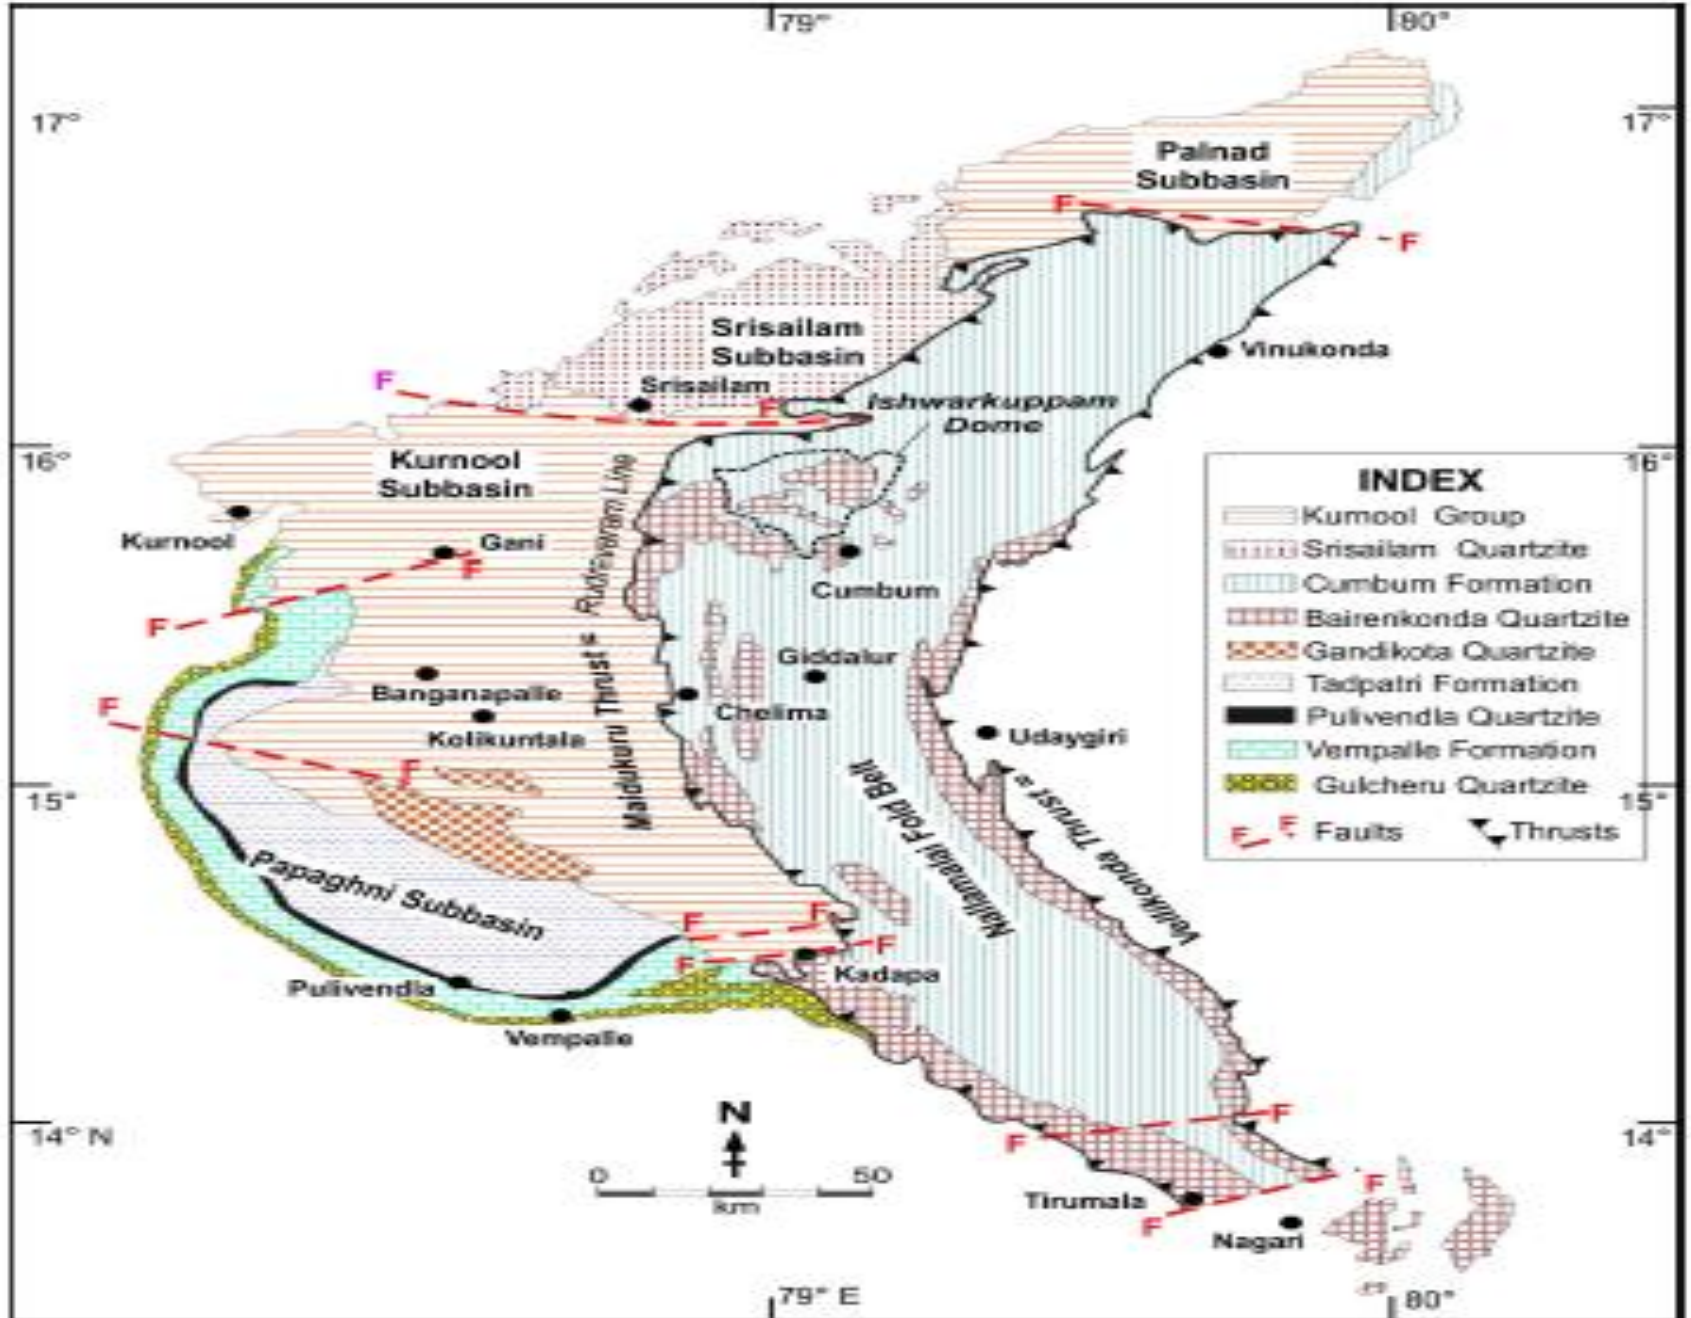 79°
80°
17°
17°
Palnad
Subbasin
F
F
Srisailam
Subbasin
Vinukonda
F
Srisailam
F
Ishwarkuppam
Dome
16°
16°
Kurnool
Subbasin
Rudravaram Line
INDEX
Kurnool Group
Srisailam Quartzite
Cumbum Formation
Bairenkonda Quartzite
Gandikota Quartzite
Tadpatri Formation
Pulivendla Quartzite
Vempalle Formation
Gulcheru Quartzite
F F Faults
Thrusts
Kurnool
Gani
F
F
Cumbum
Giddalur
Banganapalle
Chelima
Kolikuntala
Maidukuru Thrust
F
F
Udaygiri
Nallamalai Fold Belt
Vellikonda Thrust
15°
15°
Papaghni Subbasin
F
F
F
F
Kadapa
Pulivendla
Vempalle
N
0 50
km
14° N
14°
F
F
Tirumala
F
F
Nagari
79° E
80°